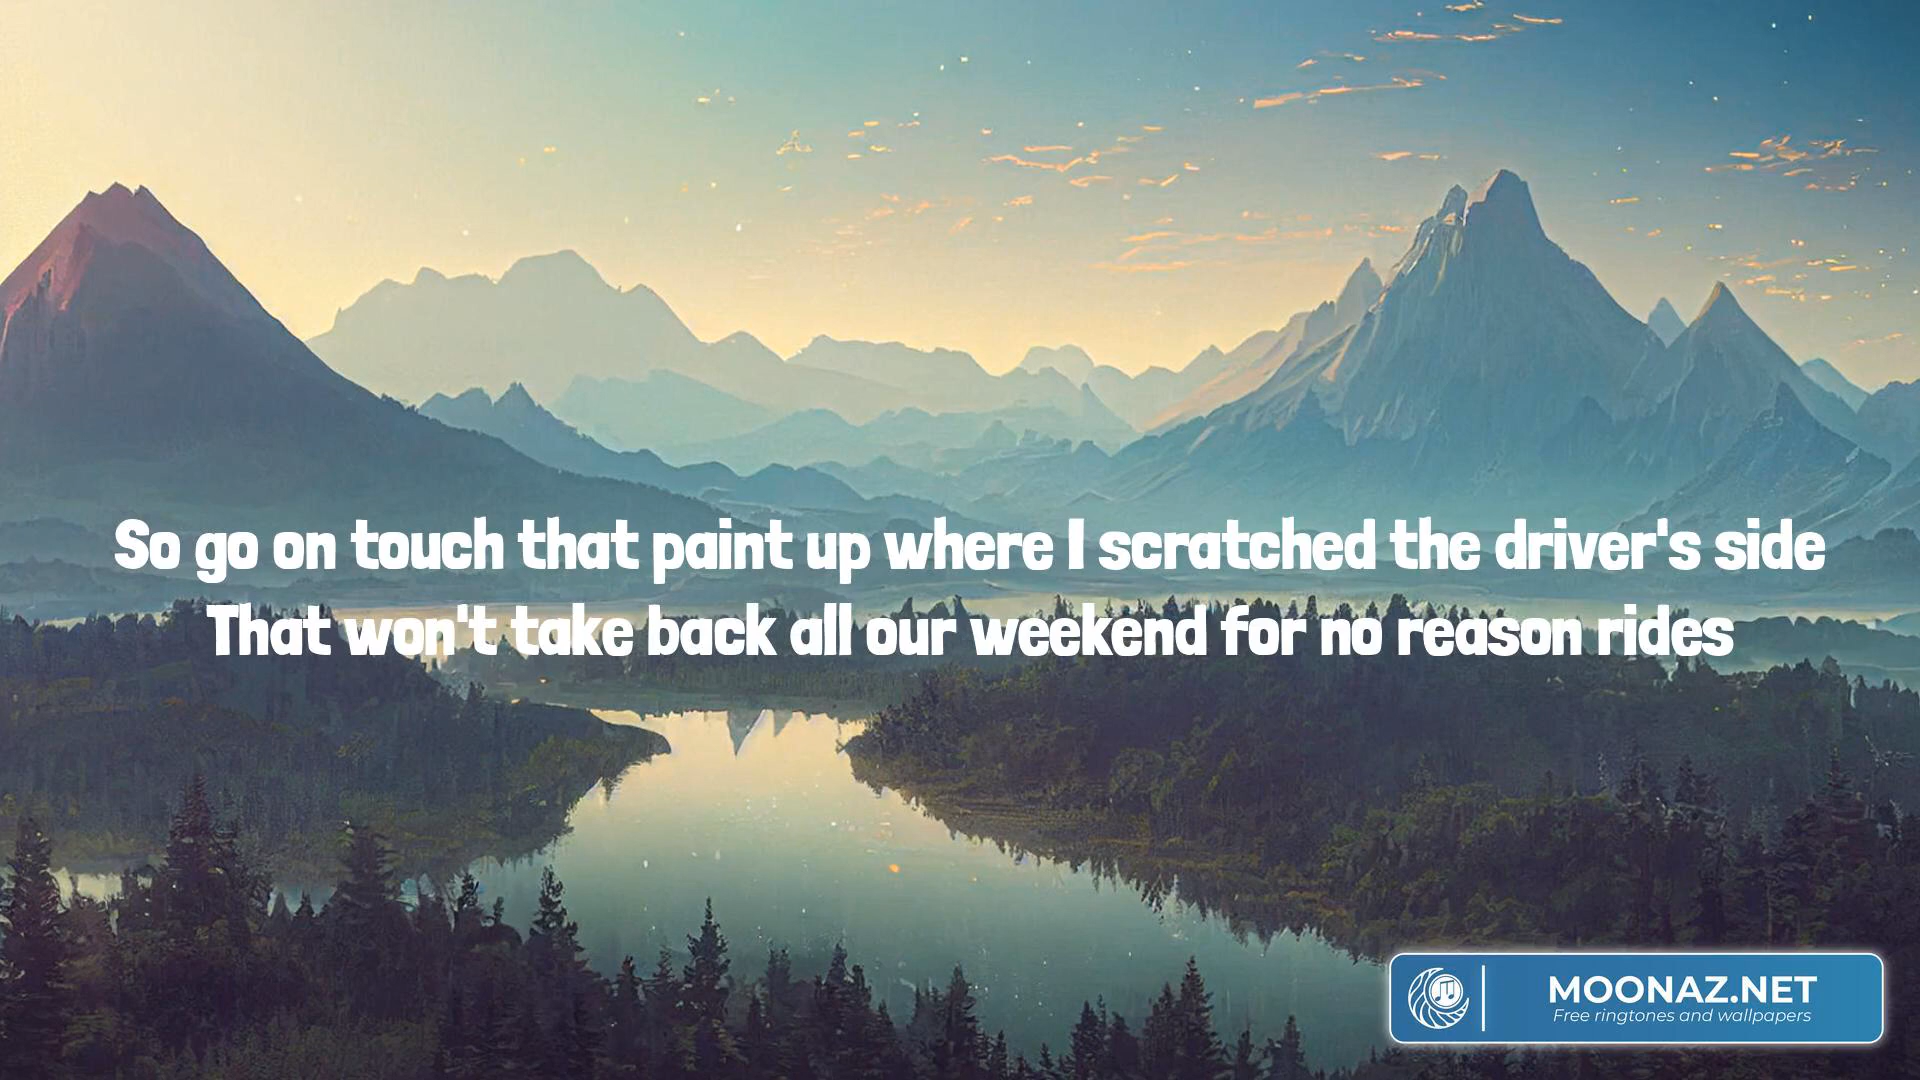 So go on touch that paint up where I scratched the driver's side
That won't take back all our weekend for no reason rides
MOONAZ.NET
Free ringtones and wallpapers